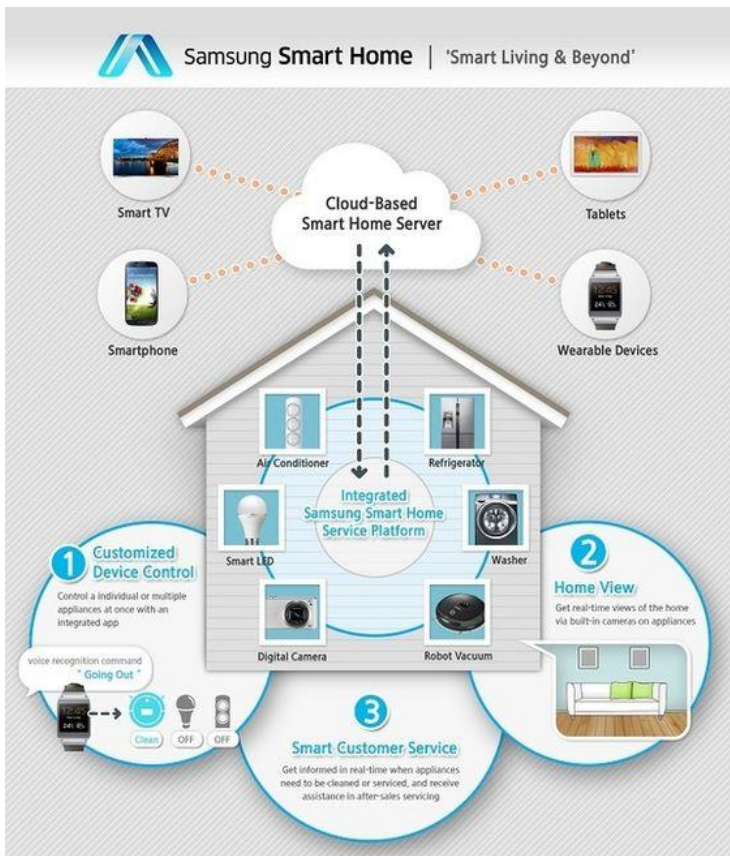 Samsung Smart Home | 'Smart Living & Beyond'
Smart TV
Cloud-Based
Smart Home Server
Tablets
Smartphone
Wearable Devices
Air Conditioner
Refrigerator
Integrated
Samsung Smart Home
Service Platform
Smart LED
Washer
Digital Camera
Robot Vacuum
1 Customized
Device Control
Control a individual or multiple
appliances at once with an
integrated app
voice recognition command
" Going Out "
Clean
OFF
OFF
2
Home View
Get real-time views of the home
via built-in cameras on appliances
3
Smart Customer Service
Get informed in real-time when appliances
need to be cleaned or serviced, and receive
assistance in after-sales servicing